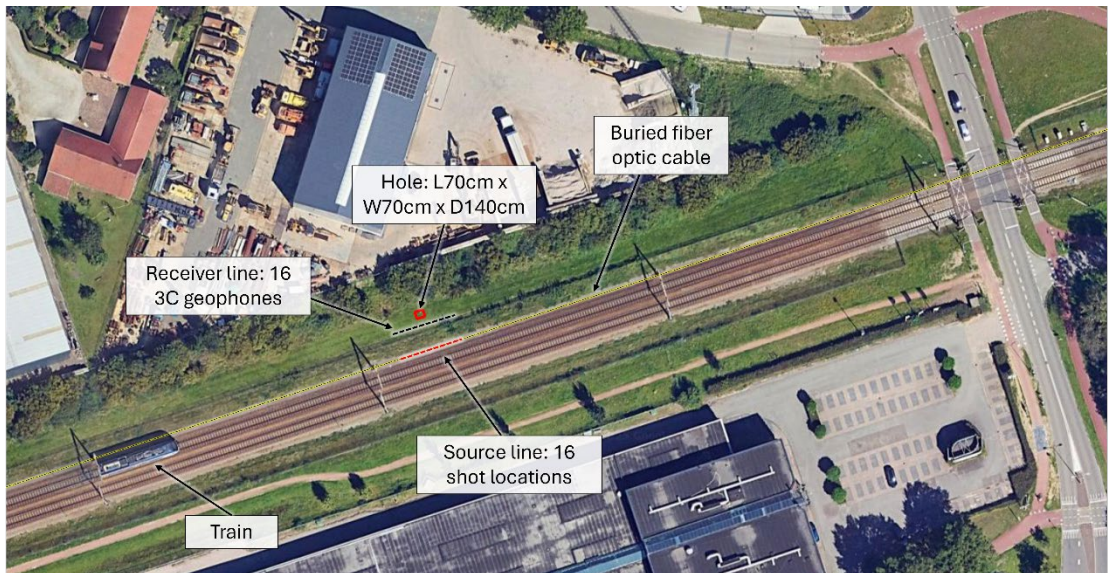 Buried fiber
optic cable
Hole: L70cm x
W70cm x D140cm
Receiver line: 16
3C geophones
Source line: 16
shot locations
Train